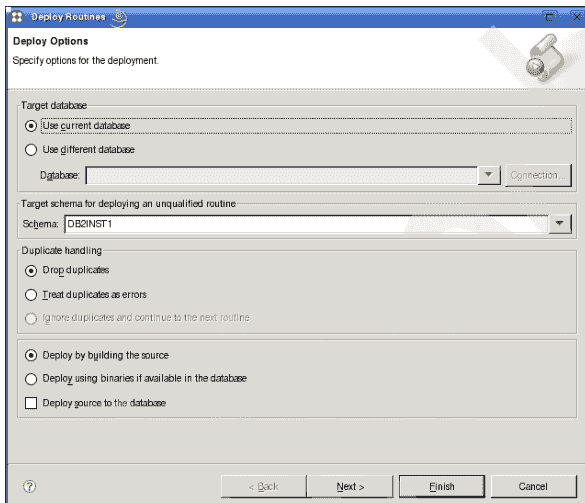 Deploy Routines
Deploy Options
Specify options for the deployment.
Target database
Use current database
Use different database
Database:
Connection...
Target schema for deploying an unqualified routine
Schema: DB2INST1
Duplicate handling
Drop duplicates
Treat duplicates as errors
Ignore duplicates and continue to the next routine
Deploy by building the source
Deploy using binaries if available in the database
Deploy source to the database
? < Back Next > Finish Cancel